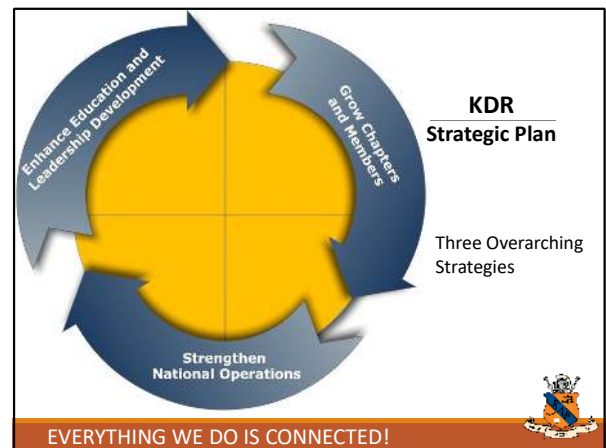 Enhance Education and
Leadership Development
Grow Chapters
and Members
KDR
Strategic Plan
Three Overarching
Strategies
Strengthen
National Operations
EVERYTHING WE DO IS CONNECTED!